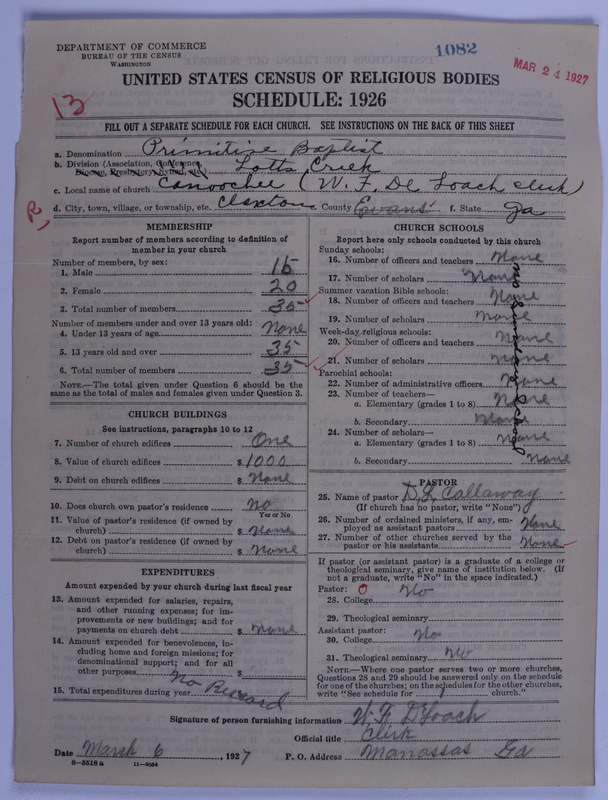 DEPARTMENT OF COMMERCE
BUREAU OF THE CENSUS
WASHINGTON
1082
MAR 24 1927
UNITED STATES CENSUS OF RELIGIOUS BODIES
SCHEDULE: 1926
13
FILL OUT A SEPARATE SCHEDULE FOR EACH CHURCH. SEE INSTRUCTIONS ON THE BACK OF THIS SHEET
a. Denomination Primitive Baptist
b. Division (Association, Conference, Diocese, Presbytery, Synod, etc.) Lotts Criek
c. Local name of church Canoochee (W. F. De Loach clerk)
d. City, town, village, or township, etc. Claxton County Evans f. State Ga
R
MEMBERSHIP
Report number of members according to definition of member in your church
Number of members, by sex:
1. Male 15
2. Female 20
3. Total number of members 35
Number of members under and over 13 years old:
4. Under 13 years of age None
5. 13 years old and over 35
6. Total number of members 35
NOTE.—The total given under Question 6 should be
same as the total of males and females given under Question 3.
CHURCH BUILDINGS
See instructions, paragraphs 10 to 12
7. Number of church edifices One
8. Value of church edifices $ 1000
9. Debt on church edifices $ None
10. Does church own pastor's residence No
Yes or No
11. Value of pastor's residence (if owned by
church) $ None
12. Debt on pastor's residence (if owned by
church) $ None
EXPENDITURES
Amount expended by your church during last fiscal year
13. Amount expended for salaries, repairs,
and other running expenses; for im-
provements or new buildings; and for
payments on church debt $ None
14. Amount expended for benevolences, in-
cluding home and foreign missions; for
denominational support; and for all
other purposes $
15. Total expenditures during year No Record
CHURCH SCHOOLS
Report here only schools conducted by this church
Sunday schools:
16. Number of officers and teachers None
17. Number of scholars None
Summer vacation Bible schools:
18. Number of officers and teachers None
19. Number of scholars None
Week-day religious schools:
20. Number of officers and teachers None
21. Number of scholars None
Parochial schools:
22. Number of administrative officers None
23. Number of teachers—
a. Elementary (grades 1 to 8) None
b. Secondary None
24. Number of scholars—
a. Elementary (grades 1 to 8) None
b. Secondary None
no Sunday schools
PASTOR
25. Name of pastor D L Callaway
(If church has no pastor, write "None")
26. Number of ordained ministers, if any, em-
ployed as assistant pastors None
27. Number of other churches served by the
pastor or his assistants None
If pastor (or assistant pastor) is a graduate of a college or
theological seminary, give name of institution below. (If
not a graduate, write "No" in the space indicated.)
Pastor: 0 No
28. College
29. Theological seminary
Assistant pastor: No
30. College
31. Theological seminary No
NOTE.—Where one pastor serves two or more churches,
Questions 28 and 29 should be answered only on the schedule
for one of the churches; on the schedules for the other churches,
write "See schedule for church."
Signature of person furnishing information W. F. DLoach
Official title Clerk
Date March 6, 1927 P. O. Address Manassas Ga
6—5518 a 11—9084